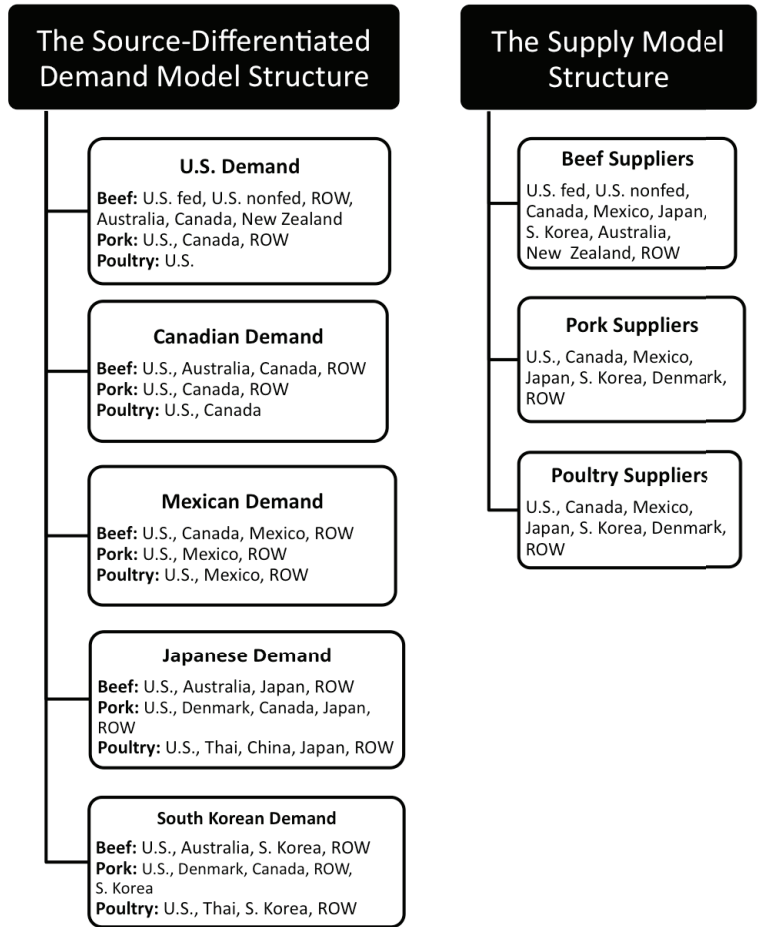 The Source-Differentiated
Demand Model Structure
U.S. Demand
Beef: U.S. fed, U.S. nonfed, ROW,
Australia, Canada, New Zealand
Pork: U.S., Canada, ROW
Poultry: U.S.
Canadian Demand
Beef: U.S., Australia, Canada, ROW
Pork: U.S., Canada, ROW
Poultry: U.S., Canada
Mexican Demand
Beef: U.S., Canada, Mexico, ROW
Pork: U.S., Mexico, ROW
Poultry: U.S., Mexico, ROW
Japanese Demand
Beef: U.S., Australia, Japan, ROW
Pork: U.S., Denmark, Canada, Japan,
ROW
Poultry: U.S., Thai, China, Japan, ROW
South Korean Demand
Beef: U.S., Australia, S. Korea, ROW
Pork: U.S., Denmark, Canada, ROW,
S. Korea
Poultry: U.S., Thai, S. Korea, ROW
The Supply Model
Structure
Beef Suppliers
U.S. fed, U.S. nonfed,
Canada, Mexico, Japan,
S. Korea, Australia,
New Zealand, ROW
Pork Suppliers
U.S., Canada, Mexico,
Japan, S. Korea, Denmark,
ROW
Poultry Suppliers
U.S., Canada, Mexico,
Japan, S. Korea, Denmark,
ROW